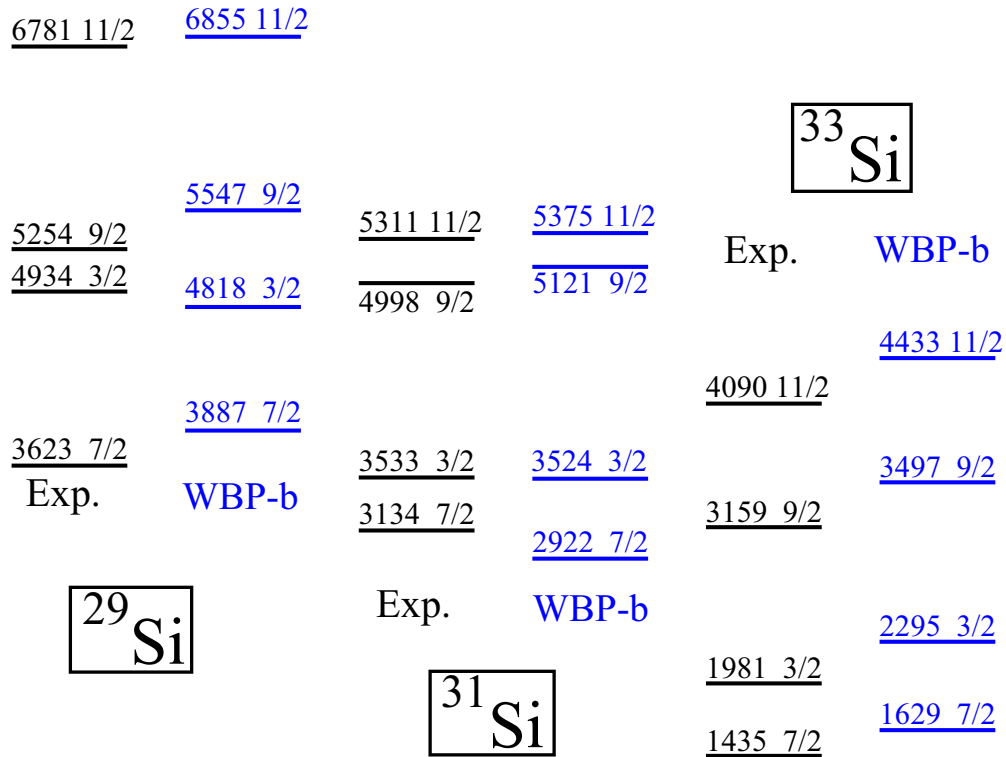 6781 11/2
5254 9/2
4934 3/2
3623 7/2
Exp.
6855 11/2
5547 9/2
4818 3/2
3887 7/2
WBP-b
29Si
5311 11/2
4998 9/2
3533 3/2
3134 7/2
Exp.
5375 11/2
5121 9/2
3524 3/2
2922 7/2
WBP-b
31Si
33Si
Exp.
4090 11/2
3159 9/2
1981 3/2
1435 7/2
WBP-b
4433 11/2
3497 9/2
2295 3/2
1629 7/2